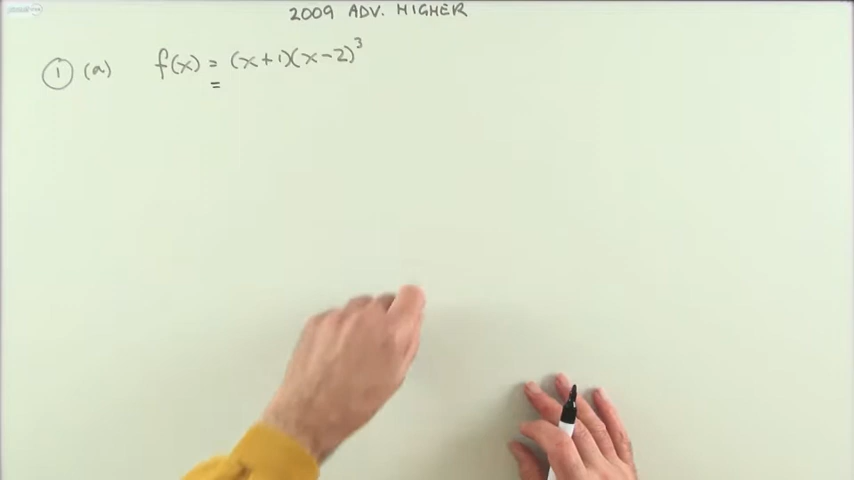 2009 ADV. HIGHER
① (a) f(x) = (x+1)(x-2)³
=